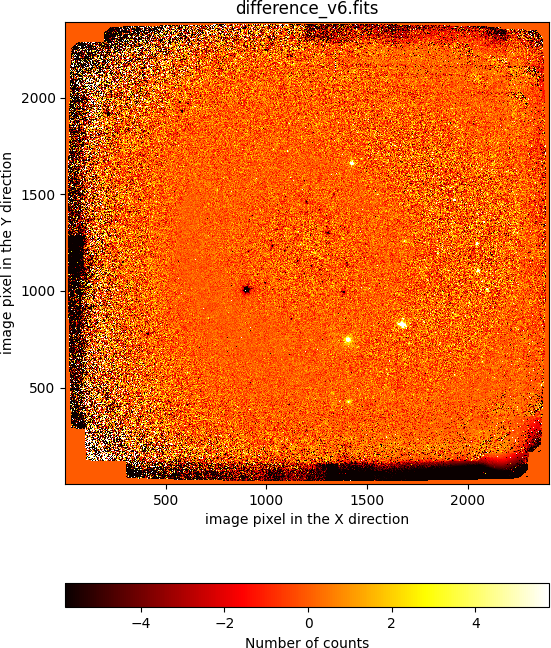 difference_v6.fits
image pixel in the Y direction
2000
1500
1000
500
500 1000 1500 2000
image pixel in the X direction
−4 −2 0 2 4
Number of counts